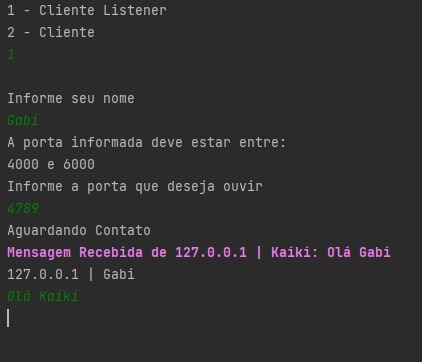 1 - Cliente Listener
2 - Cliente
1
Informe seu nome
Gabi
A porta informada deve estar entre:
4000 e 6000
Informe a porta que deseja ouvir
4789
Aguardando Contato
Mensagem Recebida de 127.0.0.1 | Kaiki: Olá Gabi
127.0.0.1 | Gabi
Olá Kaiki